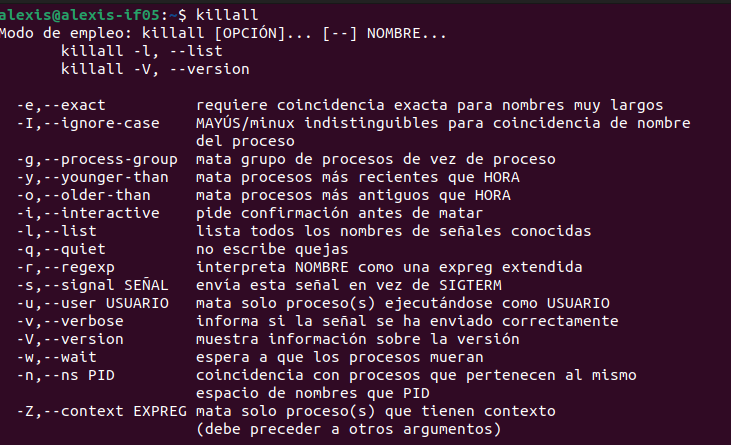 alexis@alexis-if05:~$ killall
Modo de empleo: killall [OPCIÓN]... [--] NOMBRE...
killall -l, --list
killall -V, --version
-e,--exact requiere coincidencia exacta para nombres muy largos
-I,--ignore-case MAYÚS/minux indistinguibles para coincidencia de nombre
del proceso
-g,--process-group mata grupo de procesos de vez de proceso
-y,--younger-than mata procesos más recientes que HORA
-o,--older-than mata procesos más antiguos que HORA
-i,--interactive pide confirmación antes de matar
-l,--list lista todos los nombres de señales conocidas
-q,--quiet no escribe quejas
-r,--regexp interpreta NOMBRE como una expreg extendida
-s,--signal SEÑAL envía esta señal en vez de SIGTERM
-u,--user USUARIO mata solo proceso(s) ejecutándose como USUARIO
-v,--verbose informa si la señal se ha enviado correctamente
-V,--version muestra información sobre la versión
-w,--wait espera a que los procesos mueran
-n,--ns PID coincidencia con procesos que pertenecen al mismo
espacio de nombres que PID
-Z,--context EXPREG mata solo proceso(s) que tienen contexto
(debe preceder a otros argumentos)